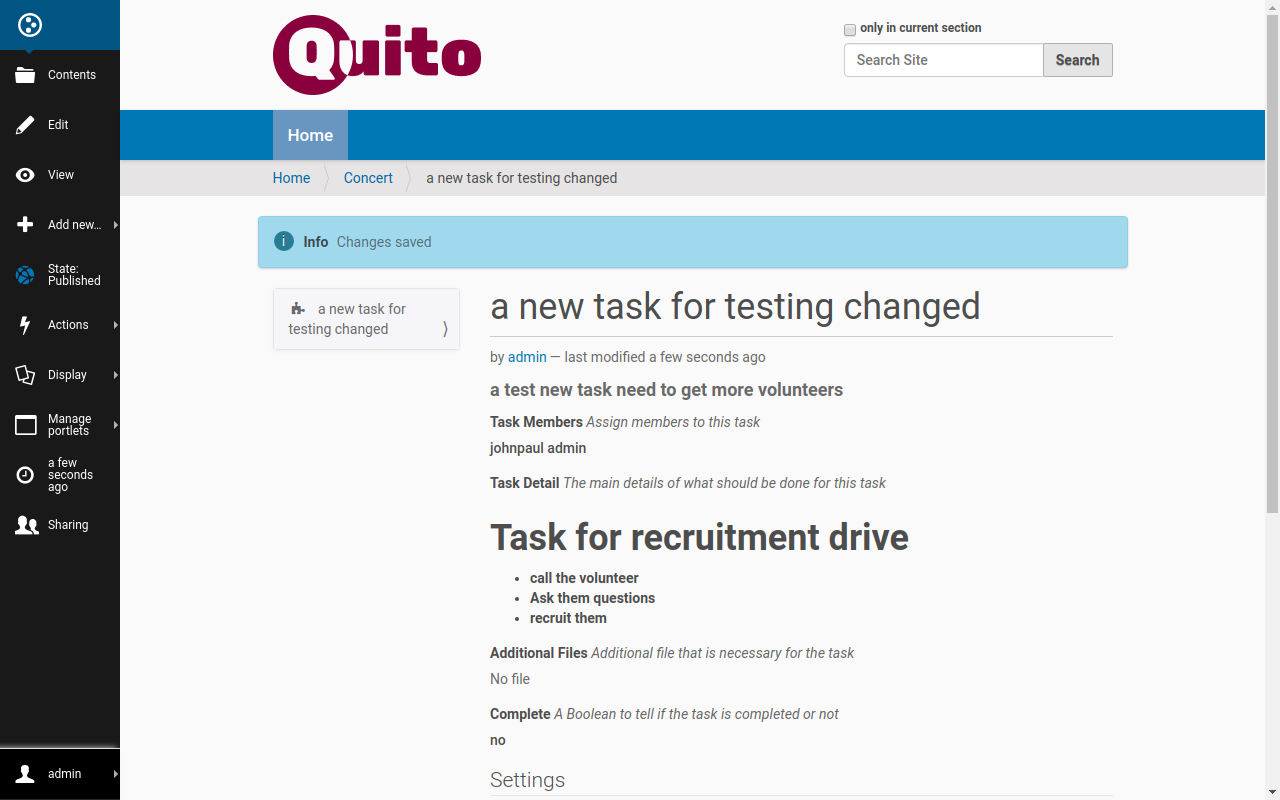 Quito
only in current section
Search Site
Search
Contents
Edit
View
Add new...
State:
Published
Actions
Display
Manage
portlets
a few
seconds
ago
Sharing
admin
Home
Home
Concert
a new task for testing changed
Info Changes saved
a new task for
testing changed
a new task for testing changed
by admin — last modified a few seconds ago
a test new task need to get more volunteers
Task Members Assign members to this task
johnpaul admin
Task Detail The main details of what should be done for this task
Task for recruitment drive
• call the volunteer
• Ask them questions
• recruit them
Additional Files Additional file that is necessary for the task
No file
Complete A Boolean to tell if the task is completed or not
no
Settings